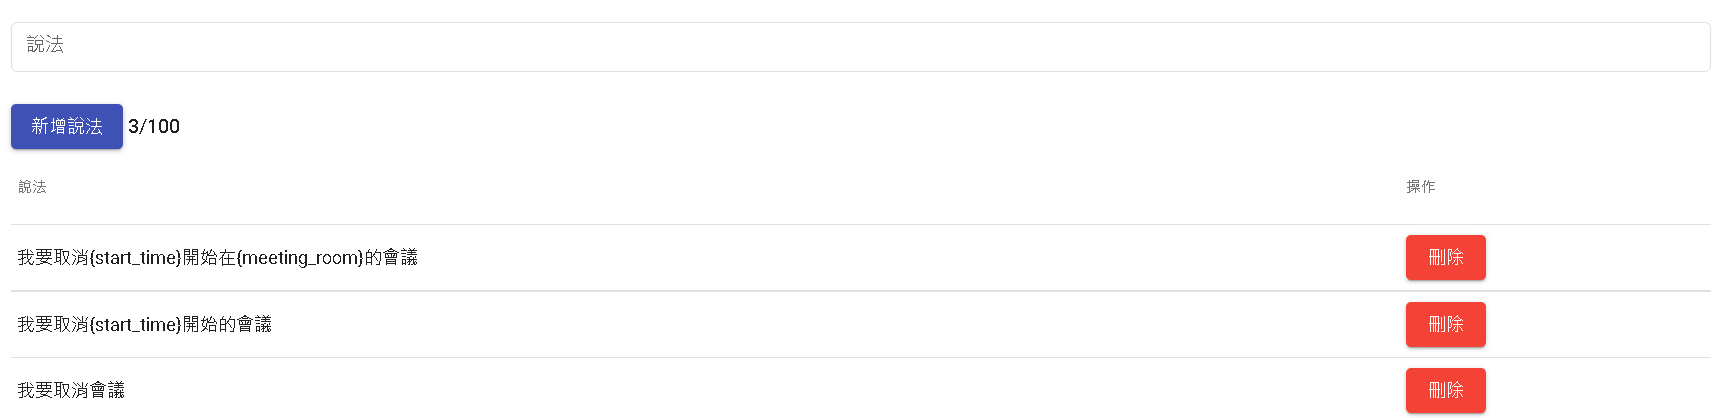 說法
新增說法 3/100
說法 操作
我要取消{start_time}開始在{meeting_room}的會議 刪除
我要取消{start_time}開始的會議 刪除
我要取消會議 刪除